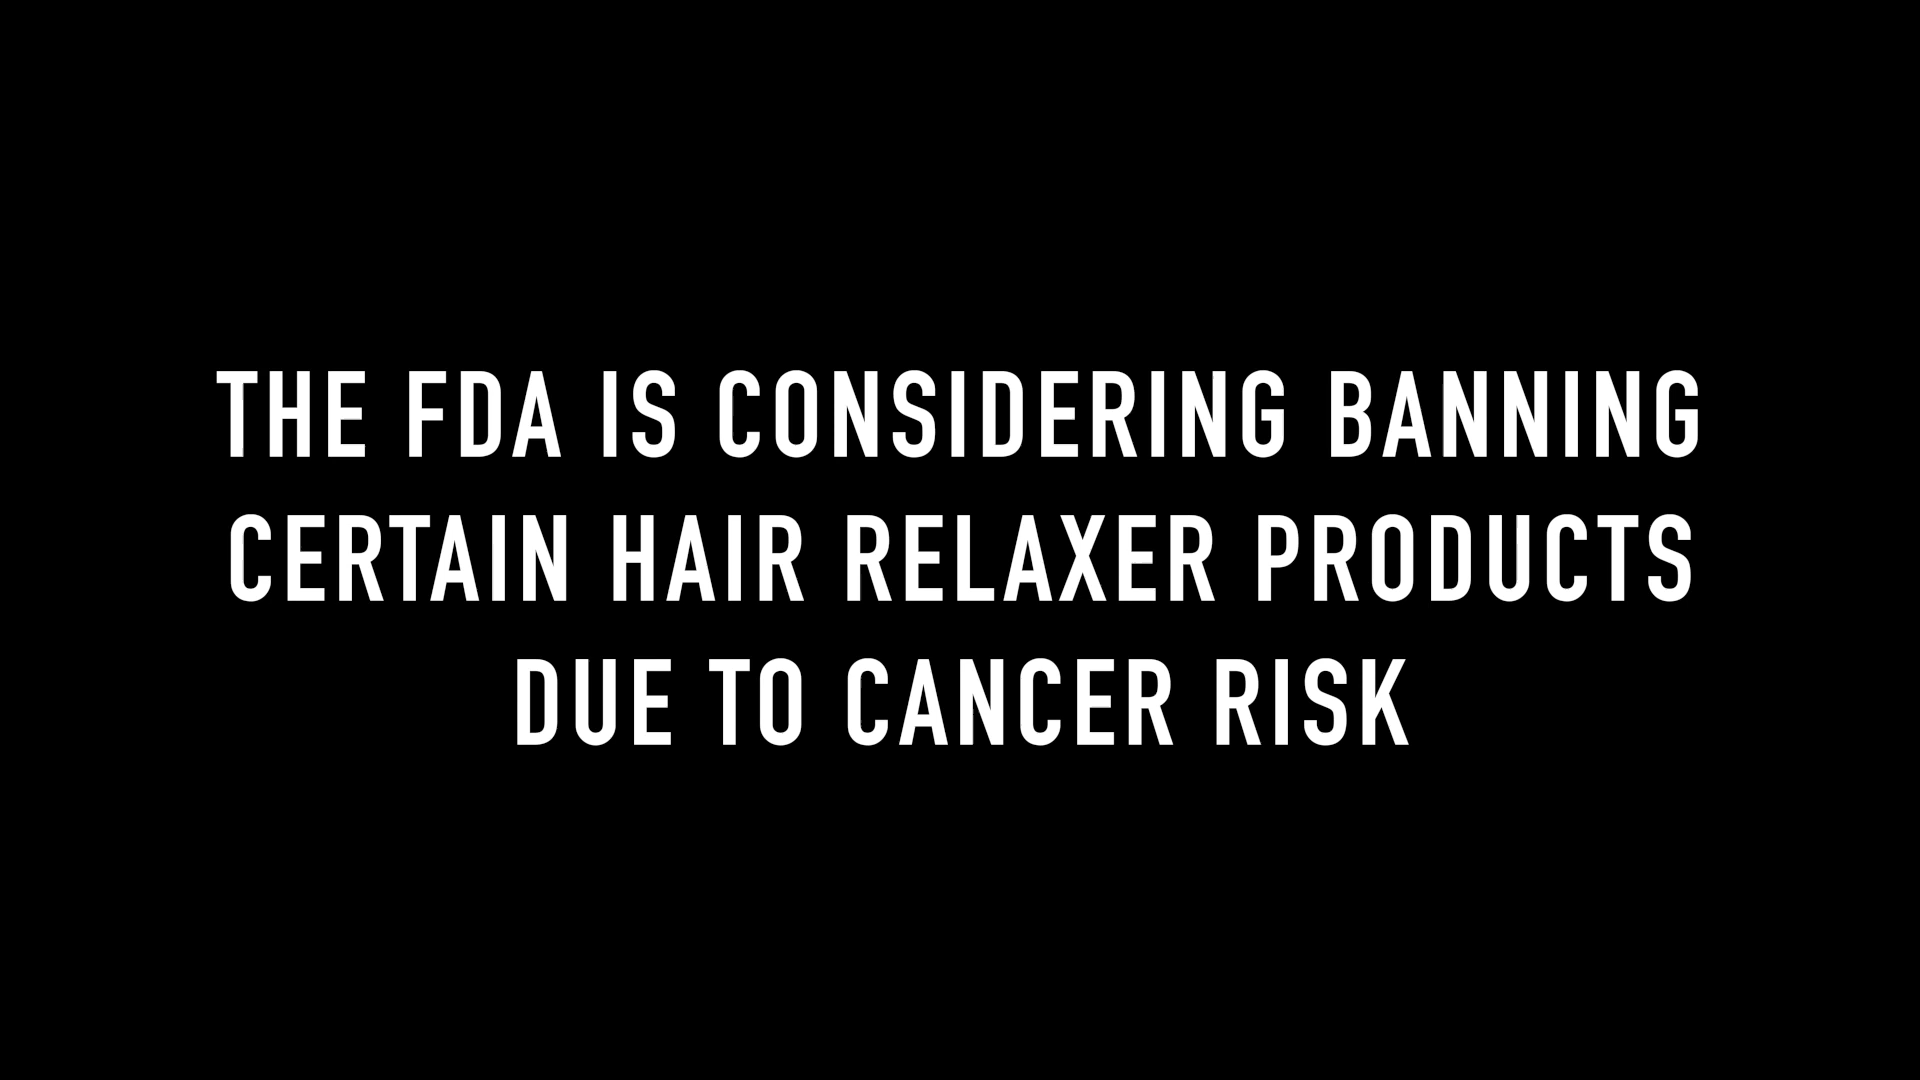 THE FDA IS CONSIDERING BANNING
CERTAIN HAIR RELAXER PRODUCTS
DUE TO CANCER RISK